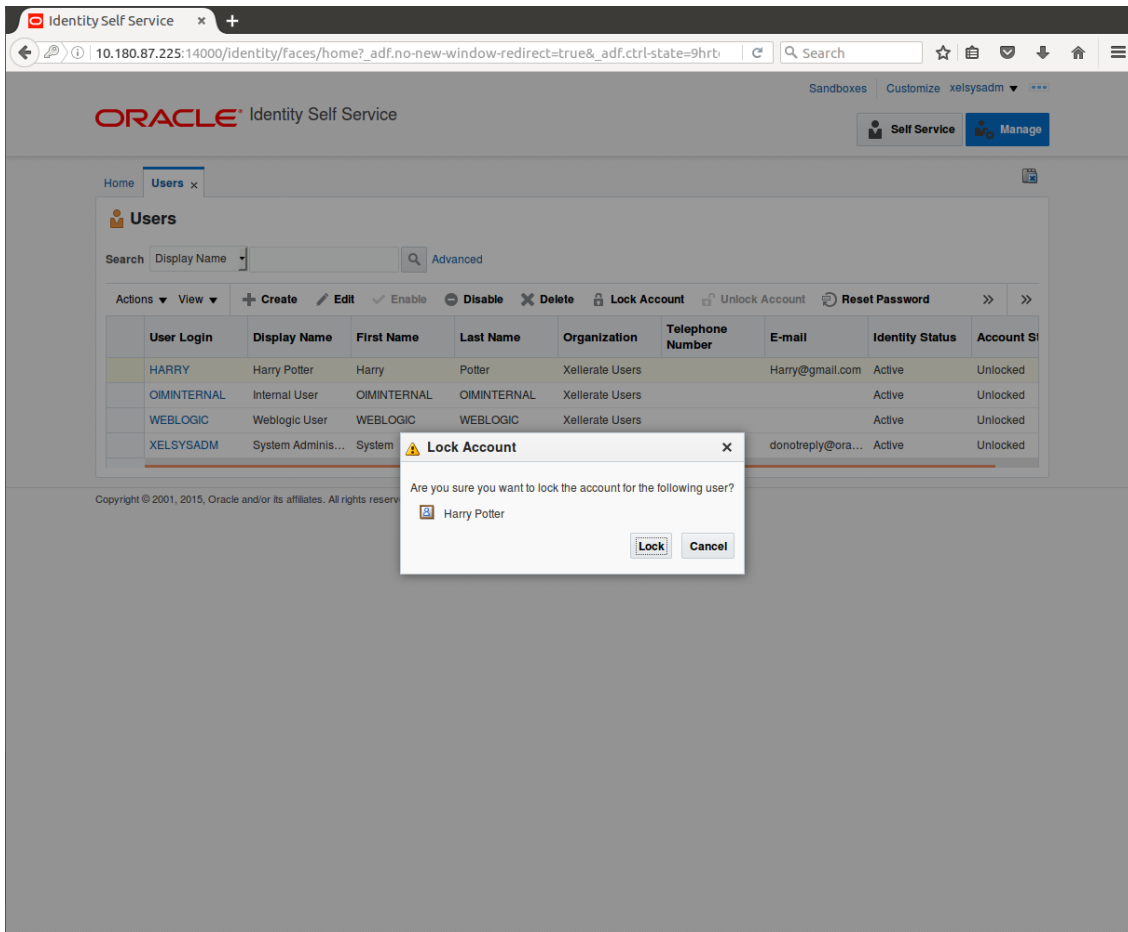 Identity Self Service
10.180.87.225:14000/identity/faces/home?_adf.no-new-window-redirect=true&_adf.ctrl-state=9hrt
Search
Sandboxes Customize xelsysadm
ORACLE Identity Self Service
Self Service Manage
Home Users
Users
Search Display Name Advanced
Actions View Create Edit Enable Disable Delete Lock Account Unlock Account Reset Password
User Login Display Name First Name Last Name Organization Telephone Number E-mail Identity Status Account St
HARRY Harry Potter Harry Potter Xellerate Users Harry@gmail.com Active Unlocked
OIMINTERNAL Internal User OIMINTERNAL OIMINTERNAL Xellerate Users Active Unlocked
WEBLOGIC Weblogic User WEBLOGIC WEBLOGIC Xellerate Users Active Unlocked
XELSYSADM System Adminis... System donotreply@ora... Active Unlocked
Lock Account
Are you sure you want to lock the account for the following user?
Harry Potter
Lock Cancel
Copyright © 2001, 2015, Oracle and/or its affiliates. All rights reserv